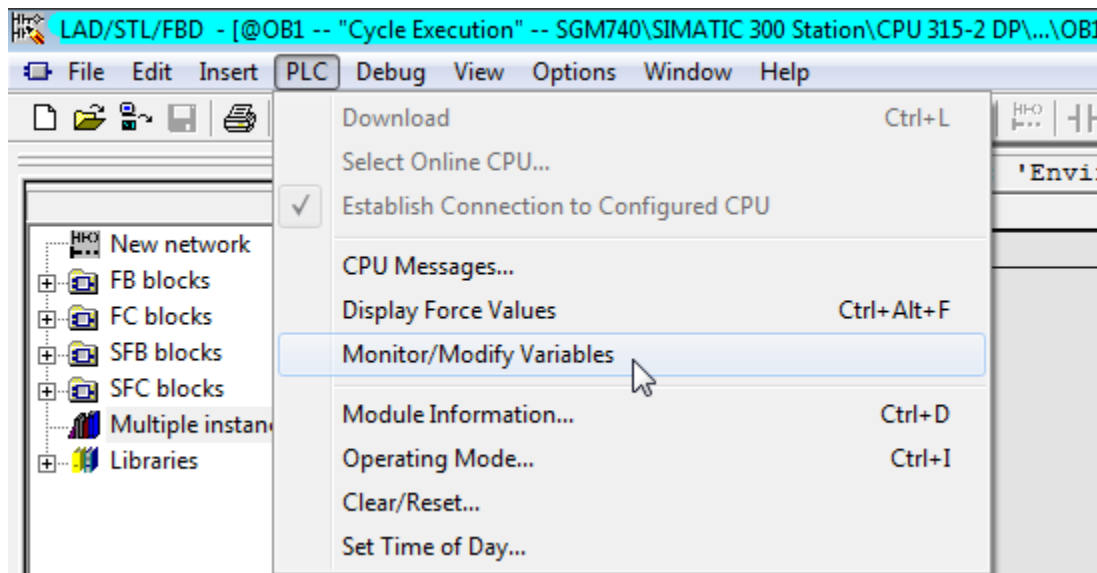 LAD/STL/FBD - [@OB1 -- "Cycle Execution" -- SGM740\SIMATIC 300 Station\CPU 315-2 DP\...\OB1
File Edit Insert PLC Debug View Options Window Help
Download Ctrl+L
Select Online CPU...
'Envi
Establish Connection to Configured CPU
New network
CPU Messages...
FB blocks
Display Force Values Ctrl+Alt+F
FC blocks
Monitor/Modify Variables
SFB blocks
SFC blocks
Module Information... Ctrl+D
Multiple instan
Operating Mode... Ctrl+I
Libraries
Clear/Reset...
Set Time of Day...